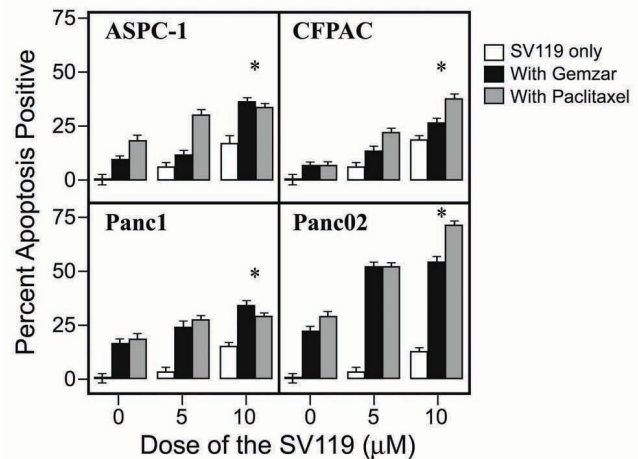 ASPC-1
CFPAC
SV119 only
With Gemzar
With Paclitaxel
75
50
25
0
*
*
Panc1
Panc02
75
50
25
0
*
*
0
5
10
0
5
10
Percent Apoptosis Positive
Dose of the SV119 (μM)